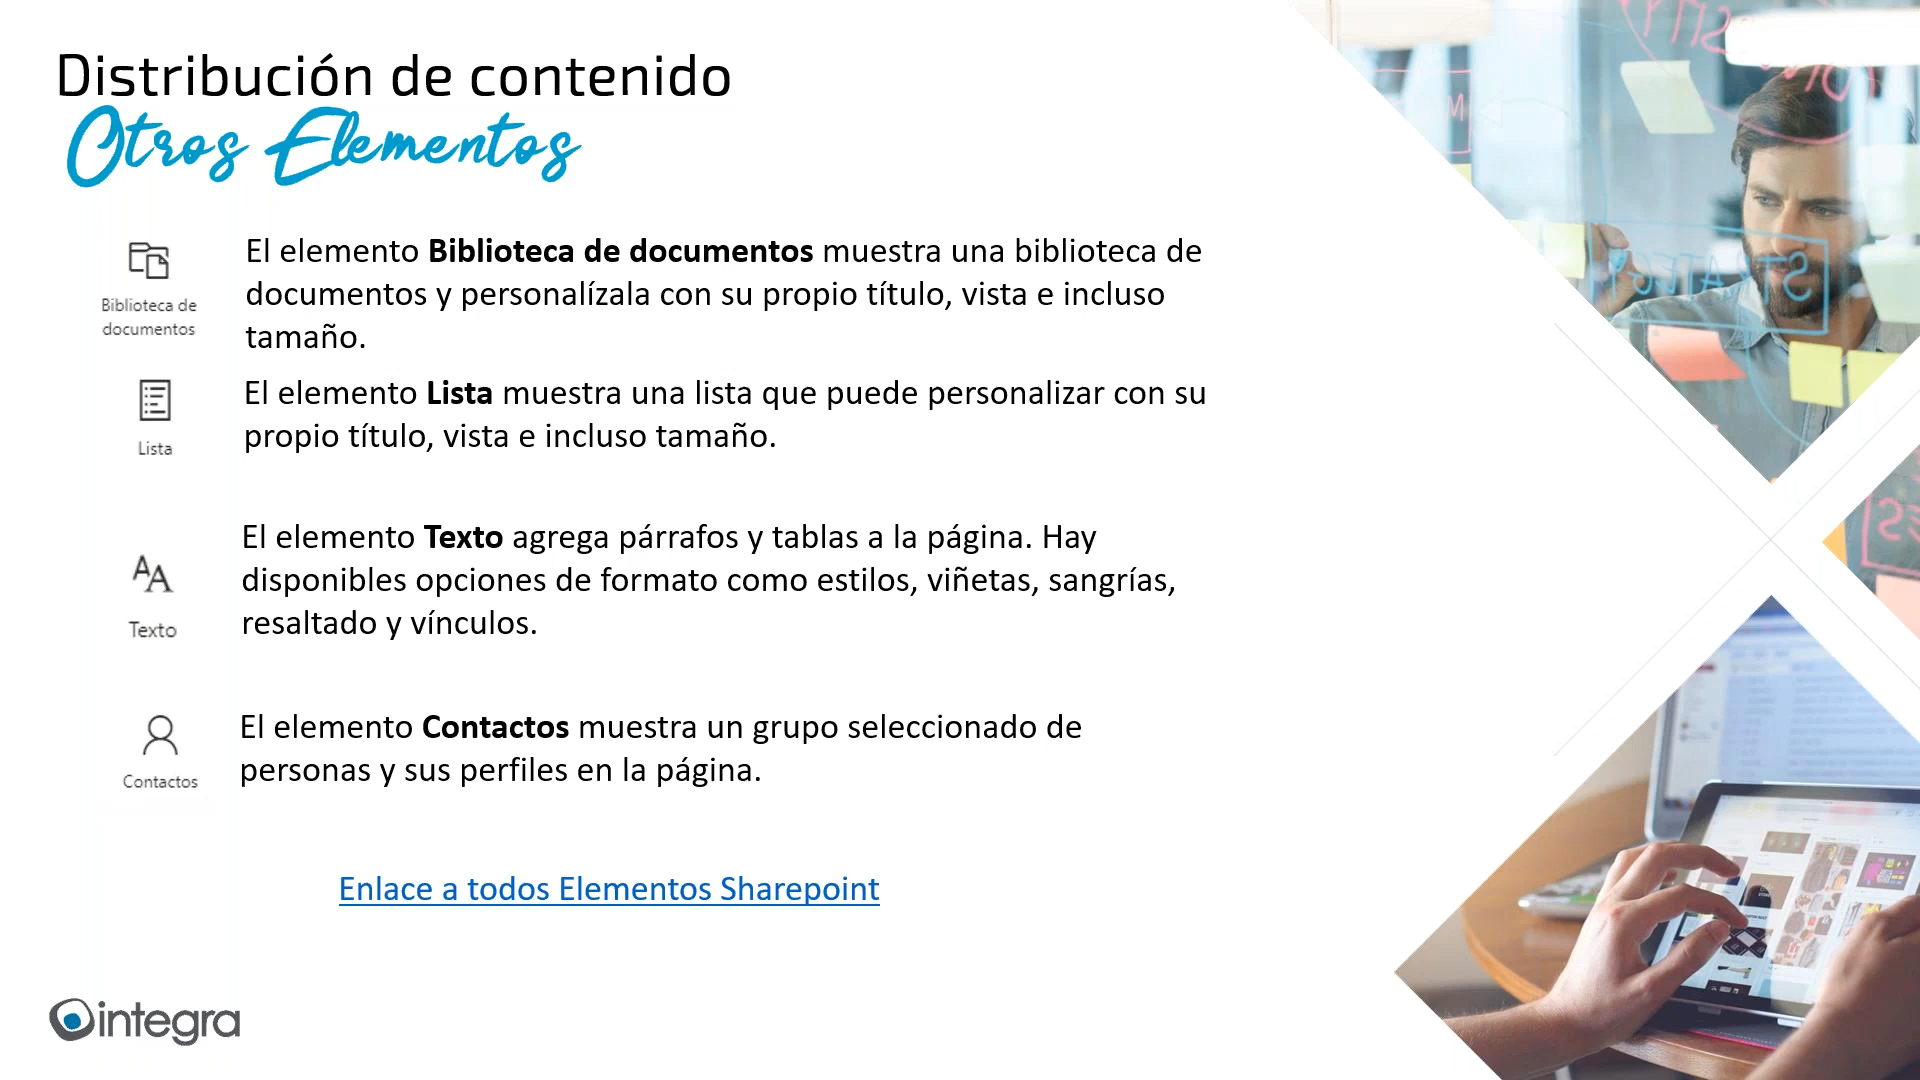 Distribución de contenido
Otros Elementos
Biblioteca de
documentos
El elemento Biblioteca de documentos muestra una biblioteca de
documentos y personalízala con su propio título, vista e incluso
tamaño.
Lista
El elemento Lista muestra una lista que puede personalizar con su
propio título, vista e incluso tamaño.
Texto
El elemento Texto agrega párrafos y tablas a la página. Hay
disponibles opciones de formato como estilos, viñetas, sangrías,
resaltado y vínculos.
Contactos
El elemento Contactos muestra un grupo seleccionado de
personas y sus perfiles en la página.
Enlace a todos Elementos Sharepoint
integra
STRATEGY